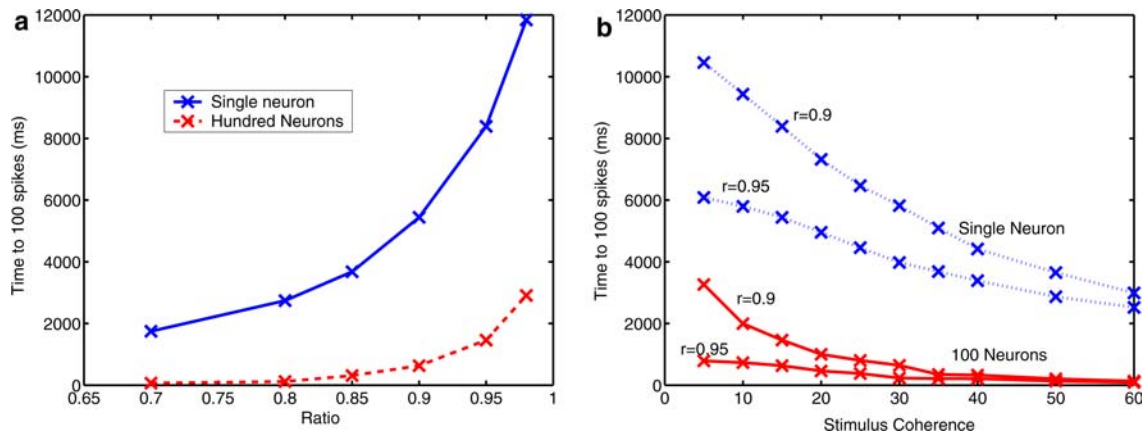 a
12000
10000
8000
6000
4000
2000
0
Time to 100 spikes (ms)
Single neuron
Hundred Neurons
0.65 0.7 0.75 0.8 0.85 0.9 0.95 1
Ratio
b
12000
10000
8000
6000
4000
2000
0
Time to 100 spikes (ms)
r=0.9
r=0.95
Single Neuron
r=0.9
r=0.95
100 Neurons
0 10 20 30 40 50 60
Stimulus Coherence